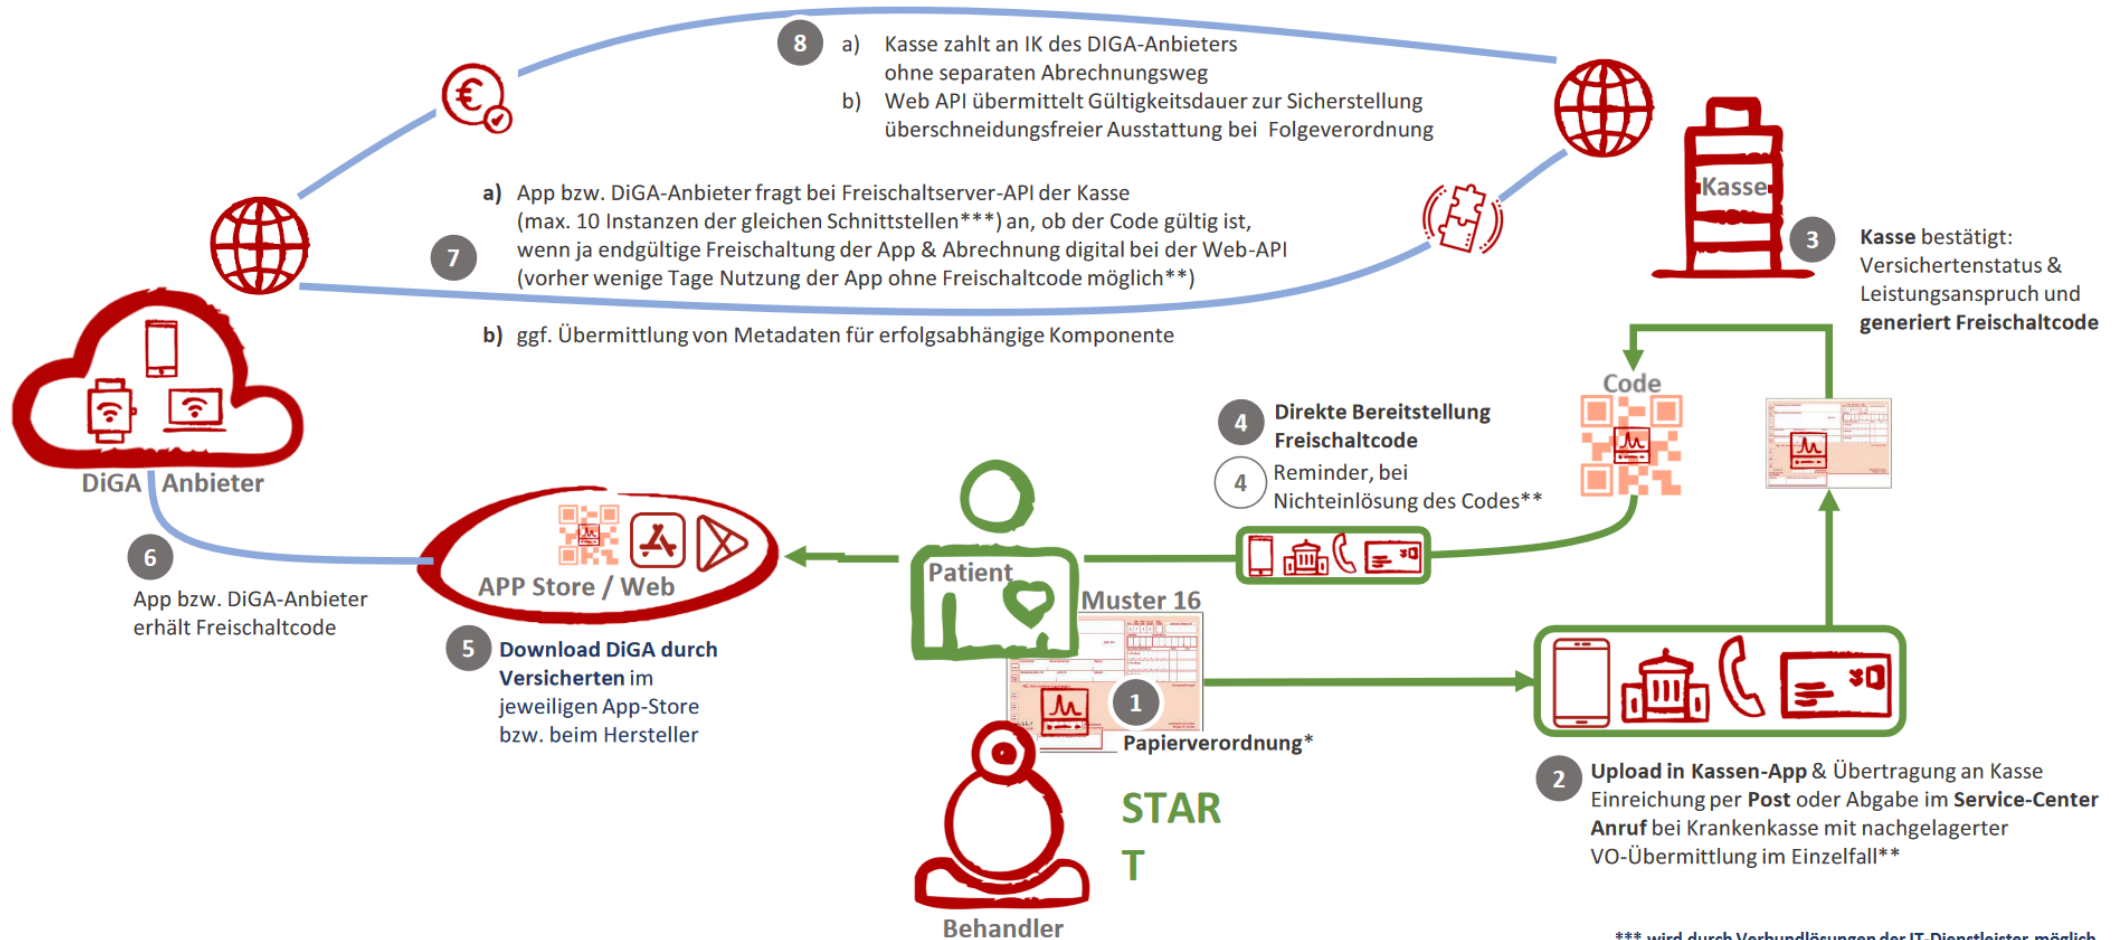 8
a) Kasse zahlt an IK des DIGA-Anbieters
ohne separaten Abrechnungsweg
b) Web API übermittelt Gültigkeitsdauer zur Sicherstellung
überschneidungsfreier Ausstattung bei Folgeverordnung
€
7
a) App bzw. DiGA-Anbieter fragt bei Freischaltserver-API der Kasse
(max. 10 Instanzen der gleichen Schnittstellen***) an, ob der Code gültig ist,
wenn ja endgültige Freischaltung der App & Abrechnung digital bei der Web-API
(vorher wenige Tage Nutzung der App ohne Freischaltcode möglich**)
b) ggf. Übermittlung von Metadaten für erfolgsabhängige Komponente
Kasse
3
Kasse bestätigt:
Versichertenstatus &
Leistungsanspruch und
generiert Freischaltcode
Code
4
Direkte Bereitstellung
Freischaltcode
4
Reminder, bei
Nichteinlösung des Codes**
DiGA Anbieter
6
App bzw. DiGA-Anbieter
erhält Freischaltcode
APP Store / Web
5
Download DiGA durch
Versicherten im
jeweiligen App-Store
bzw. beim Hersteller
Patient
Muster 16
1
Papierverordnung*
STAR
T
Behandler
2
Upload in Kassen-App & Übertragung an Kasse
Einreichung per Post oder Abgabe im Service-Center
Anruf bei Krankenkasse mit nachgelagerter
VO-Übermittlung im Einzelfall**
*** wird durch Verbundlösungen der IT-Dienstleister möglich